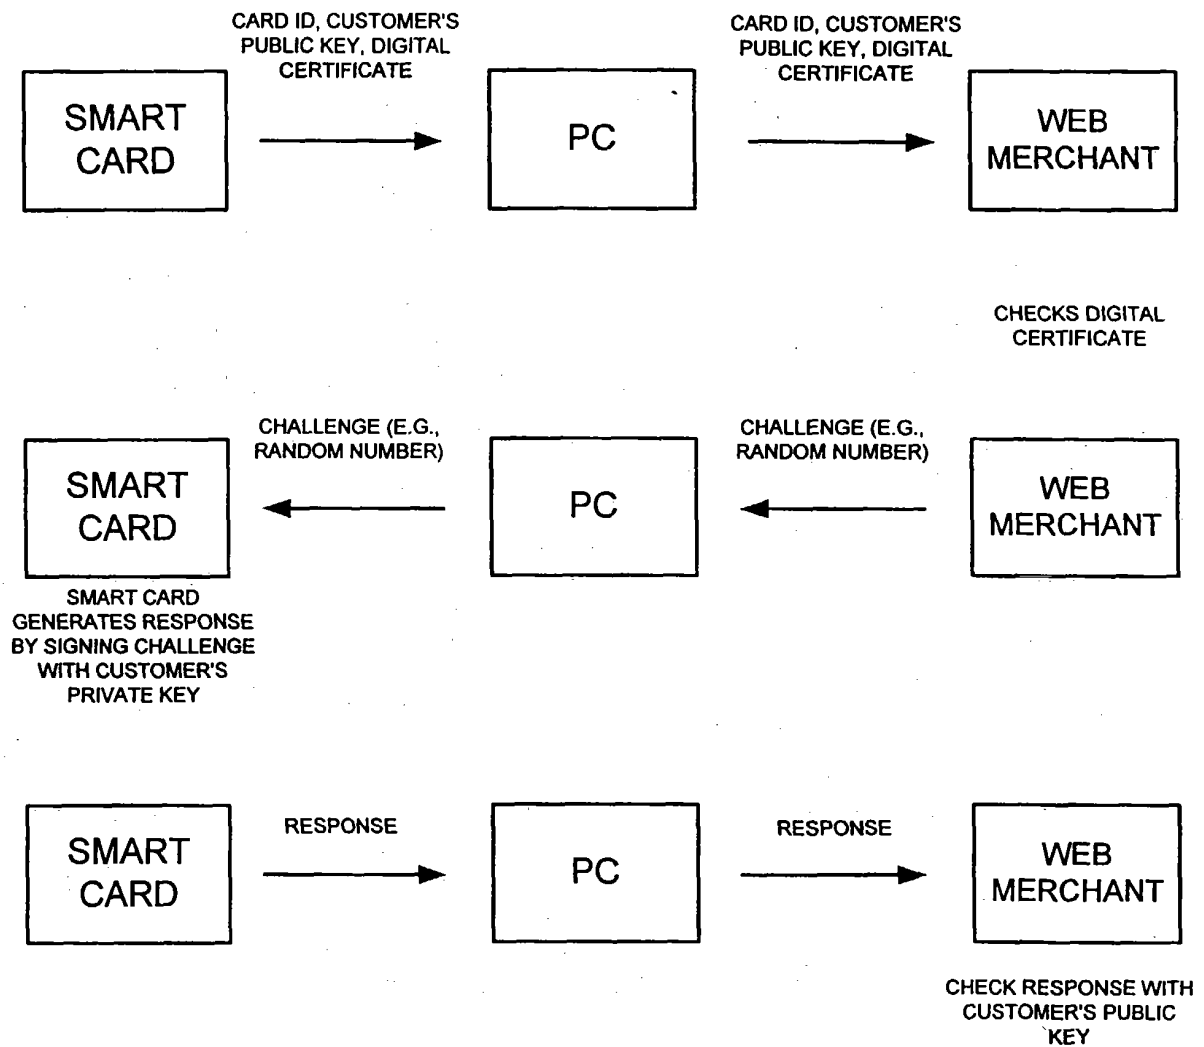 CARD ID, CUSTOMER'S
PUBLIC KEY, DIGITAL
CERTIFICATE
CARD ID, CUSTOMER'S
PUBLIC KEY, DIGITAL
CERTIFICATE
SMART
CARD
PC
WEB
MERCHANT
CHECKS DIGITAL
CERTIFICATE
CHALLENGE (E.G.,
RANDOM NUMBER)
CHALLENGE (E.G.,
RANDOM NUMBER)
SMART
CARD
PC
WEB
MERCHANT
SMART CARD
GENERATES RESPONSE
BY SIGNING CHALLENGE
WITH CUSTOMER'S
PRIVATE KEY
RESPONSE
RESPONSE
SMART
CARD
PC
WEB
MERCHANT
CHECK RESPONSE WITH
CUSTOMER'S PUBLIC
KEY